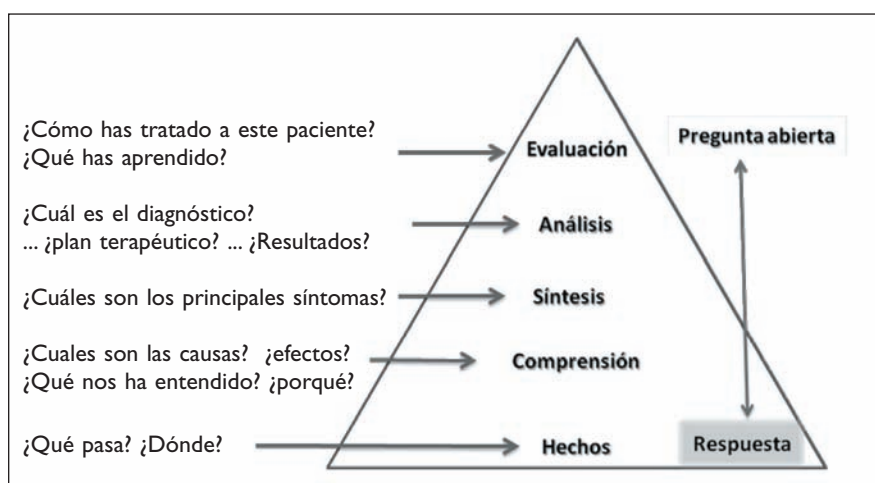 ¿Cómo has tratado a este paciente?
¿Qué has aprendido?
Evaluación
Pregunta abierta
¿Cuál es el diagnóstico?
... ¿plan terapéutico? ... ¿Resultados?
Análisis
¿Cuáles son los principales síntomas?
Síntesis
¿Cuales son las causas? ¿efectos?
¿Qué nos ha entendido? ¿porqué?
Comprensión
¿Qué pasa? ¿Dónde?
Hechos
Respuesta